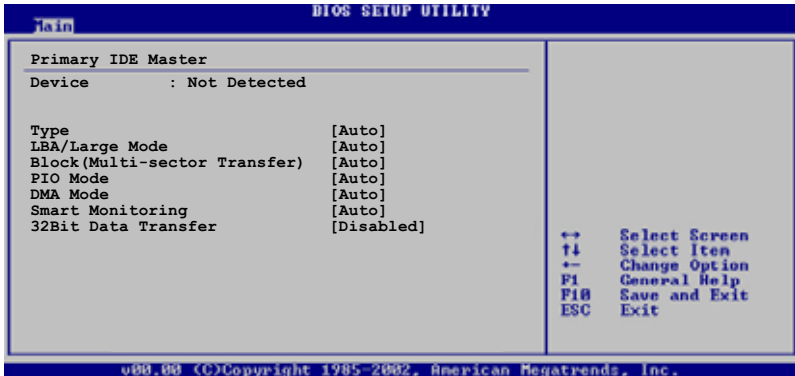 BIOS SETUP UTILITY
Main
Primary IDE Master
Device : Not Detected
Type [Auto]
LBA/Large Mode [Auto]
Block(Multi-sector Transfer) [Auto]
PIO Mode [Auto]
DMA Mode [Auto]
Smart Monitoring [Auto]
32Bit Data Transfer [Disabled]
↔ Select Screen
↑↓ Select Item
+- Change Option
F1 General Help
F10 Save and Exit
ESC Exit
v00.00 (C)Copyright 1985-2002, American Megatrends, Inc.